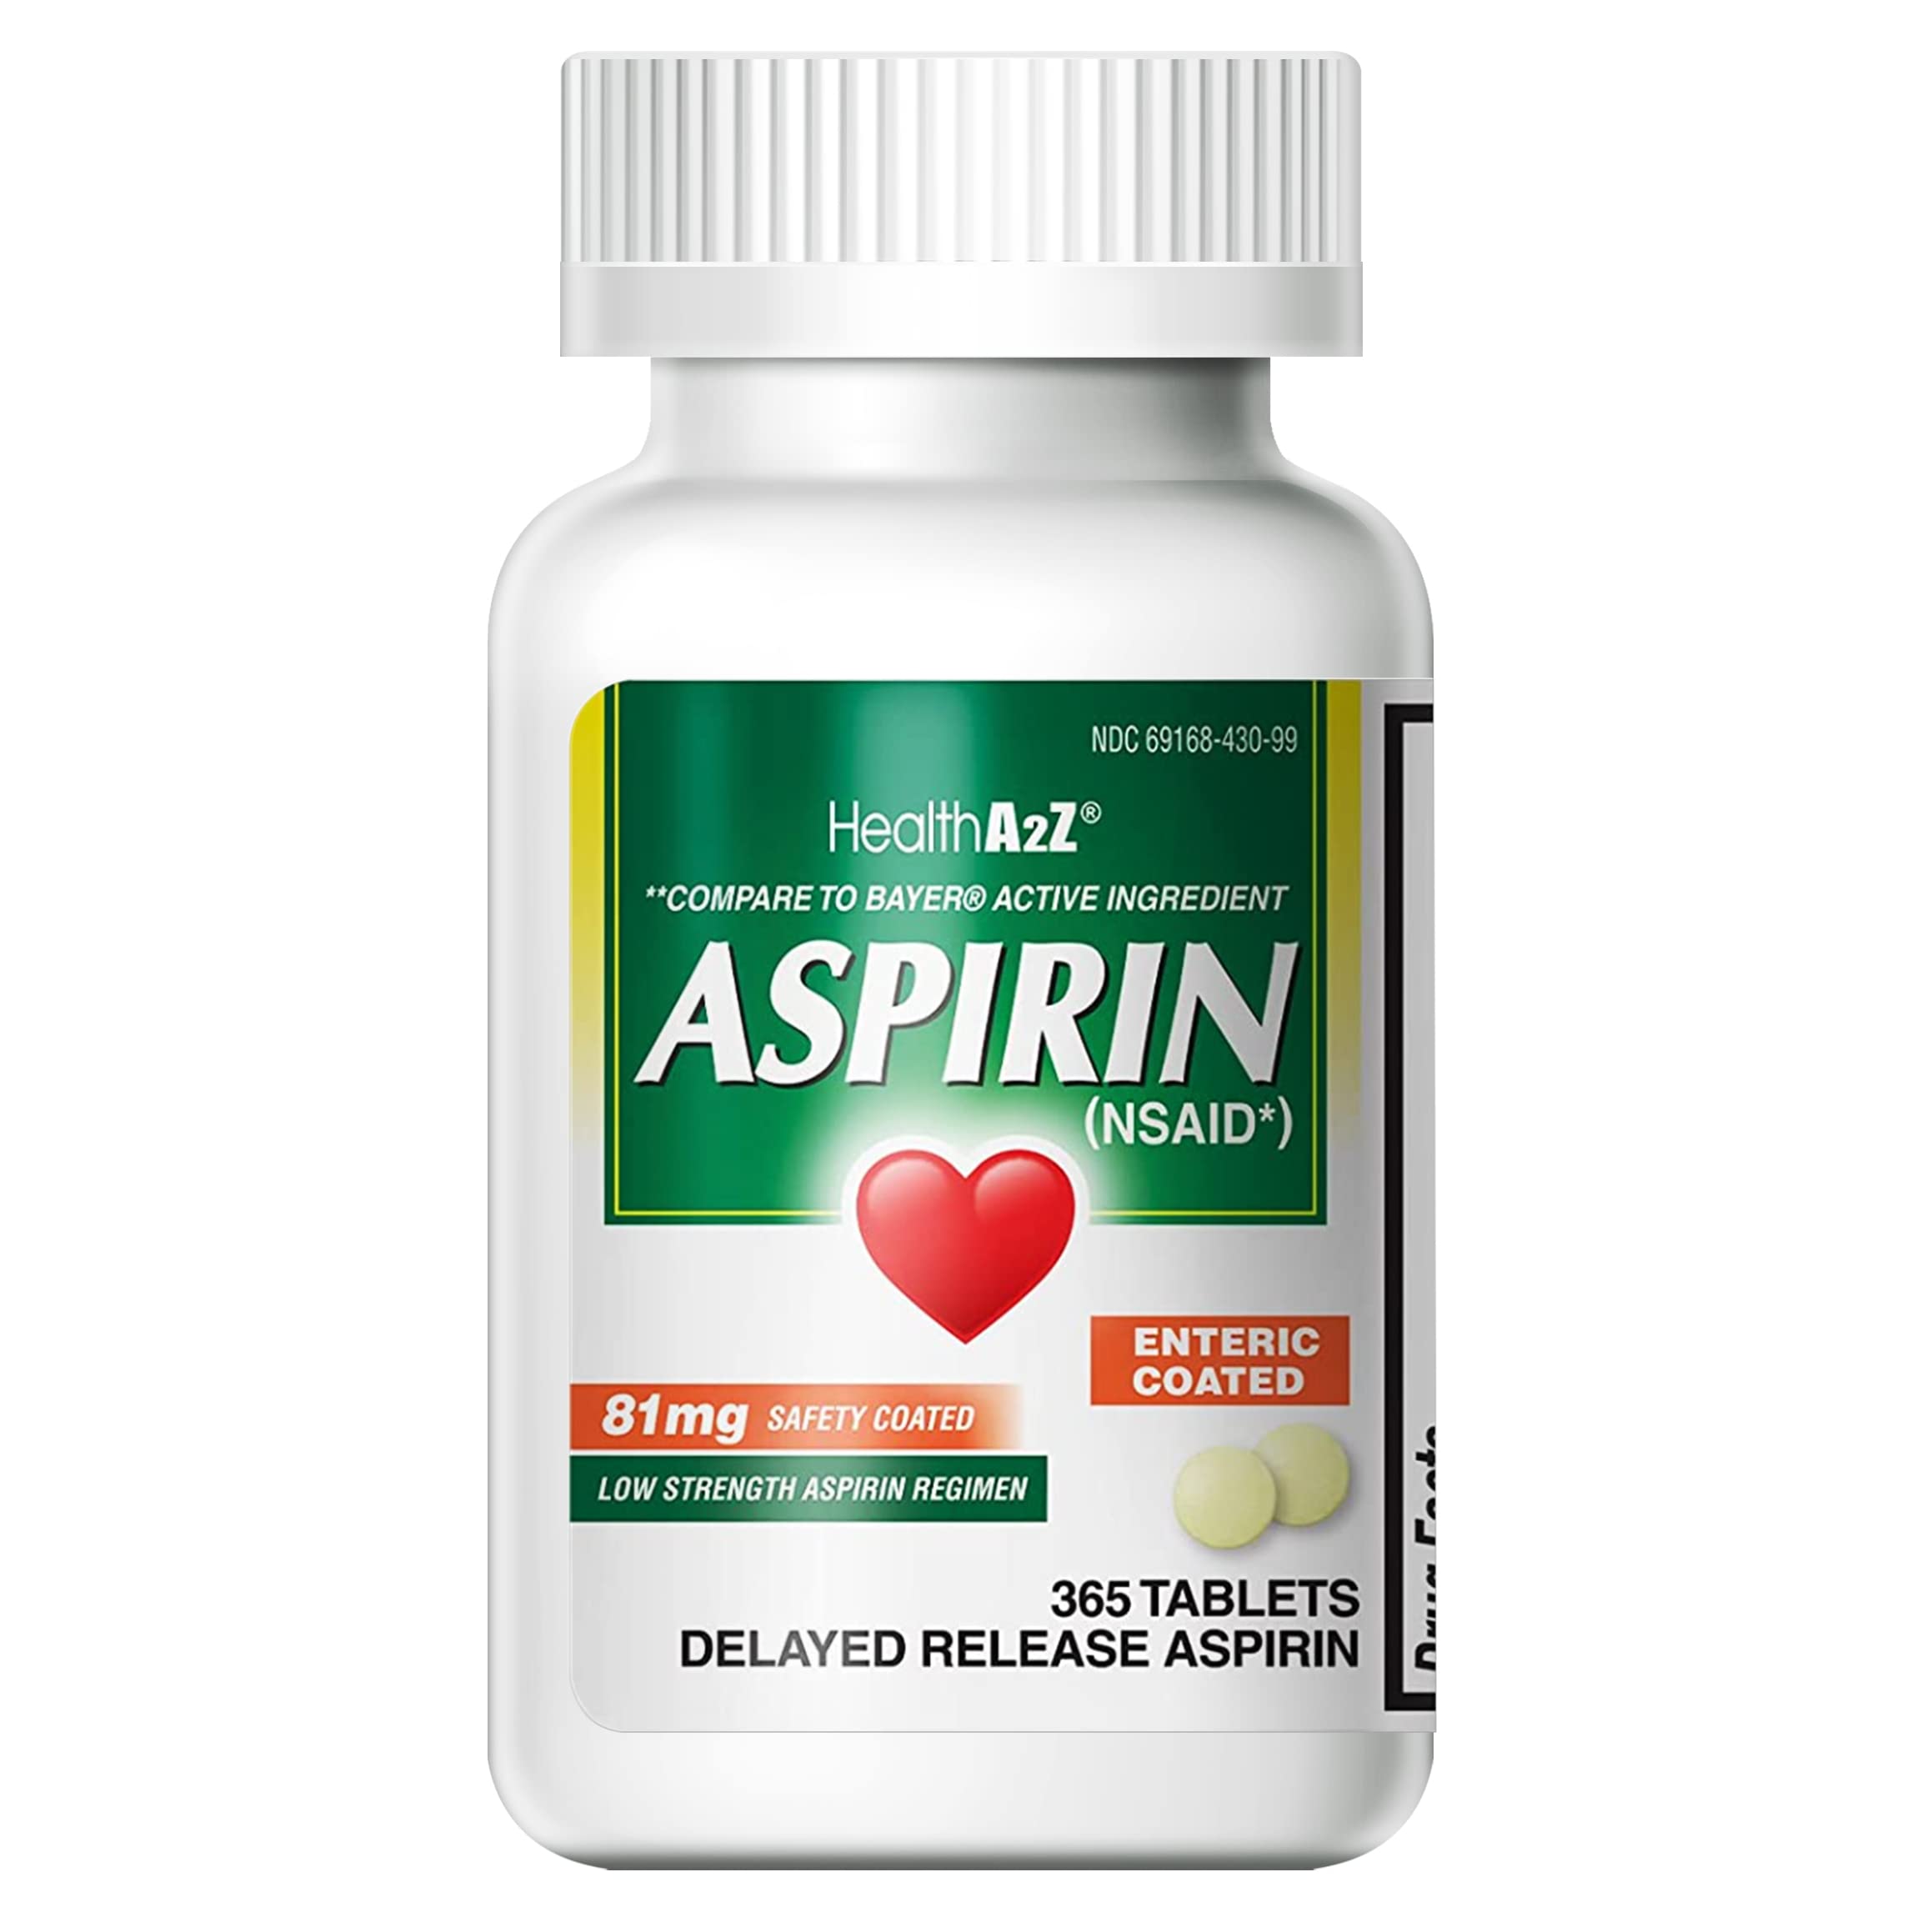 NDC 69168-430-99
HealthA2Z®
**COMPARE TO BAYER® ACTIVE INGREDIENT
ASPIRIN
(NSAID*)
ENTERIC
COATED
81mg SAFETY COATED
LOW STRENGTH ASPIRIN REGIMEN
365 TABLETS
DELAYED RELEASE ASPIRIN